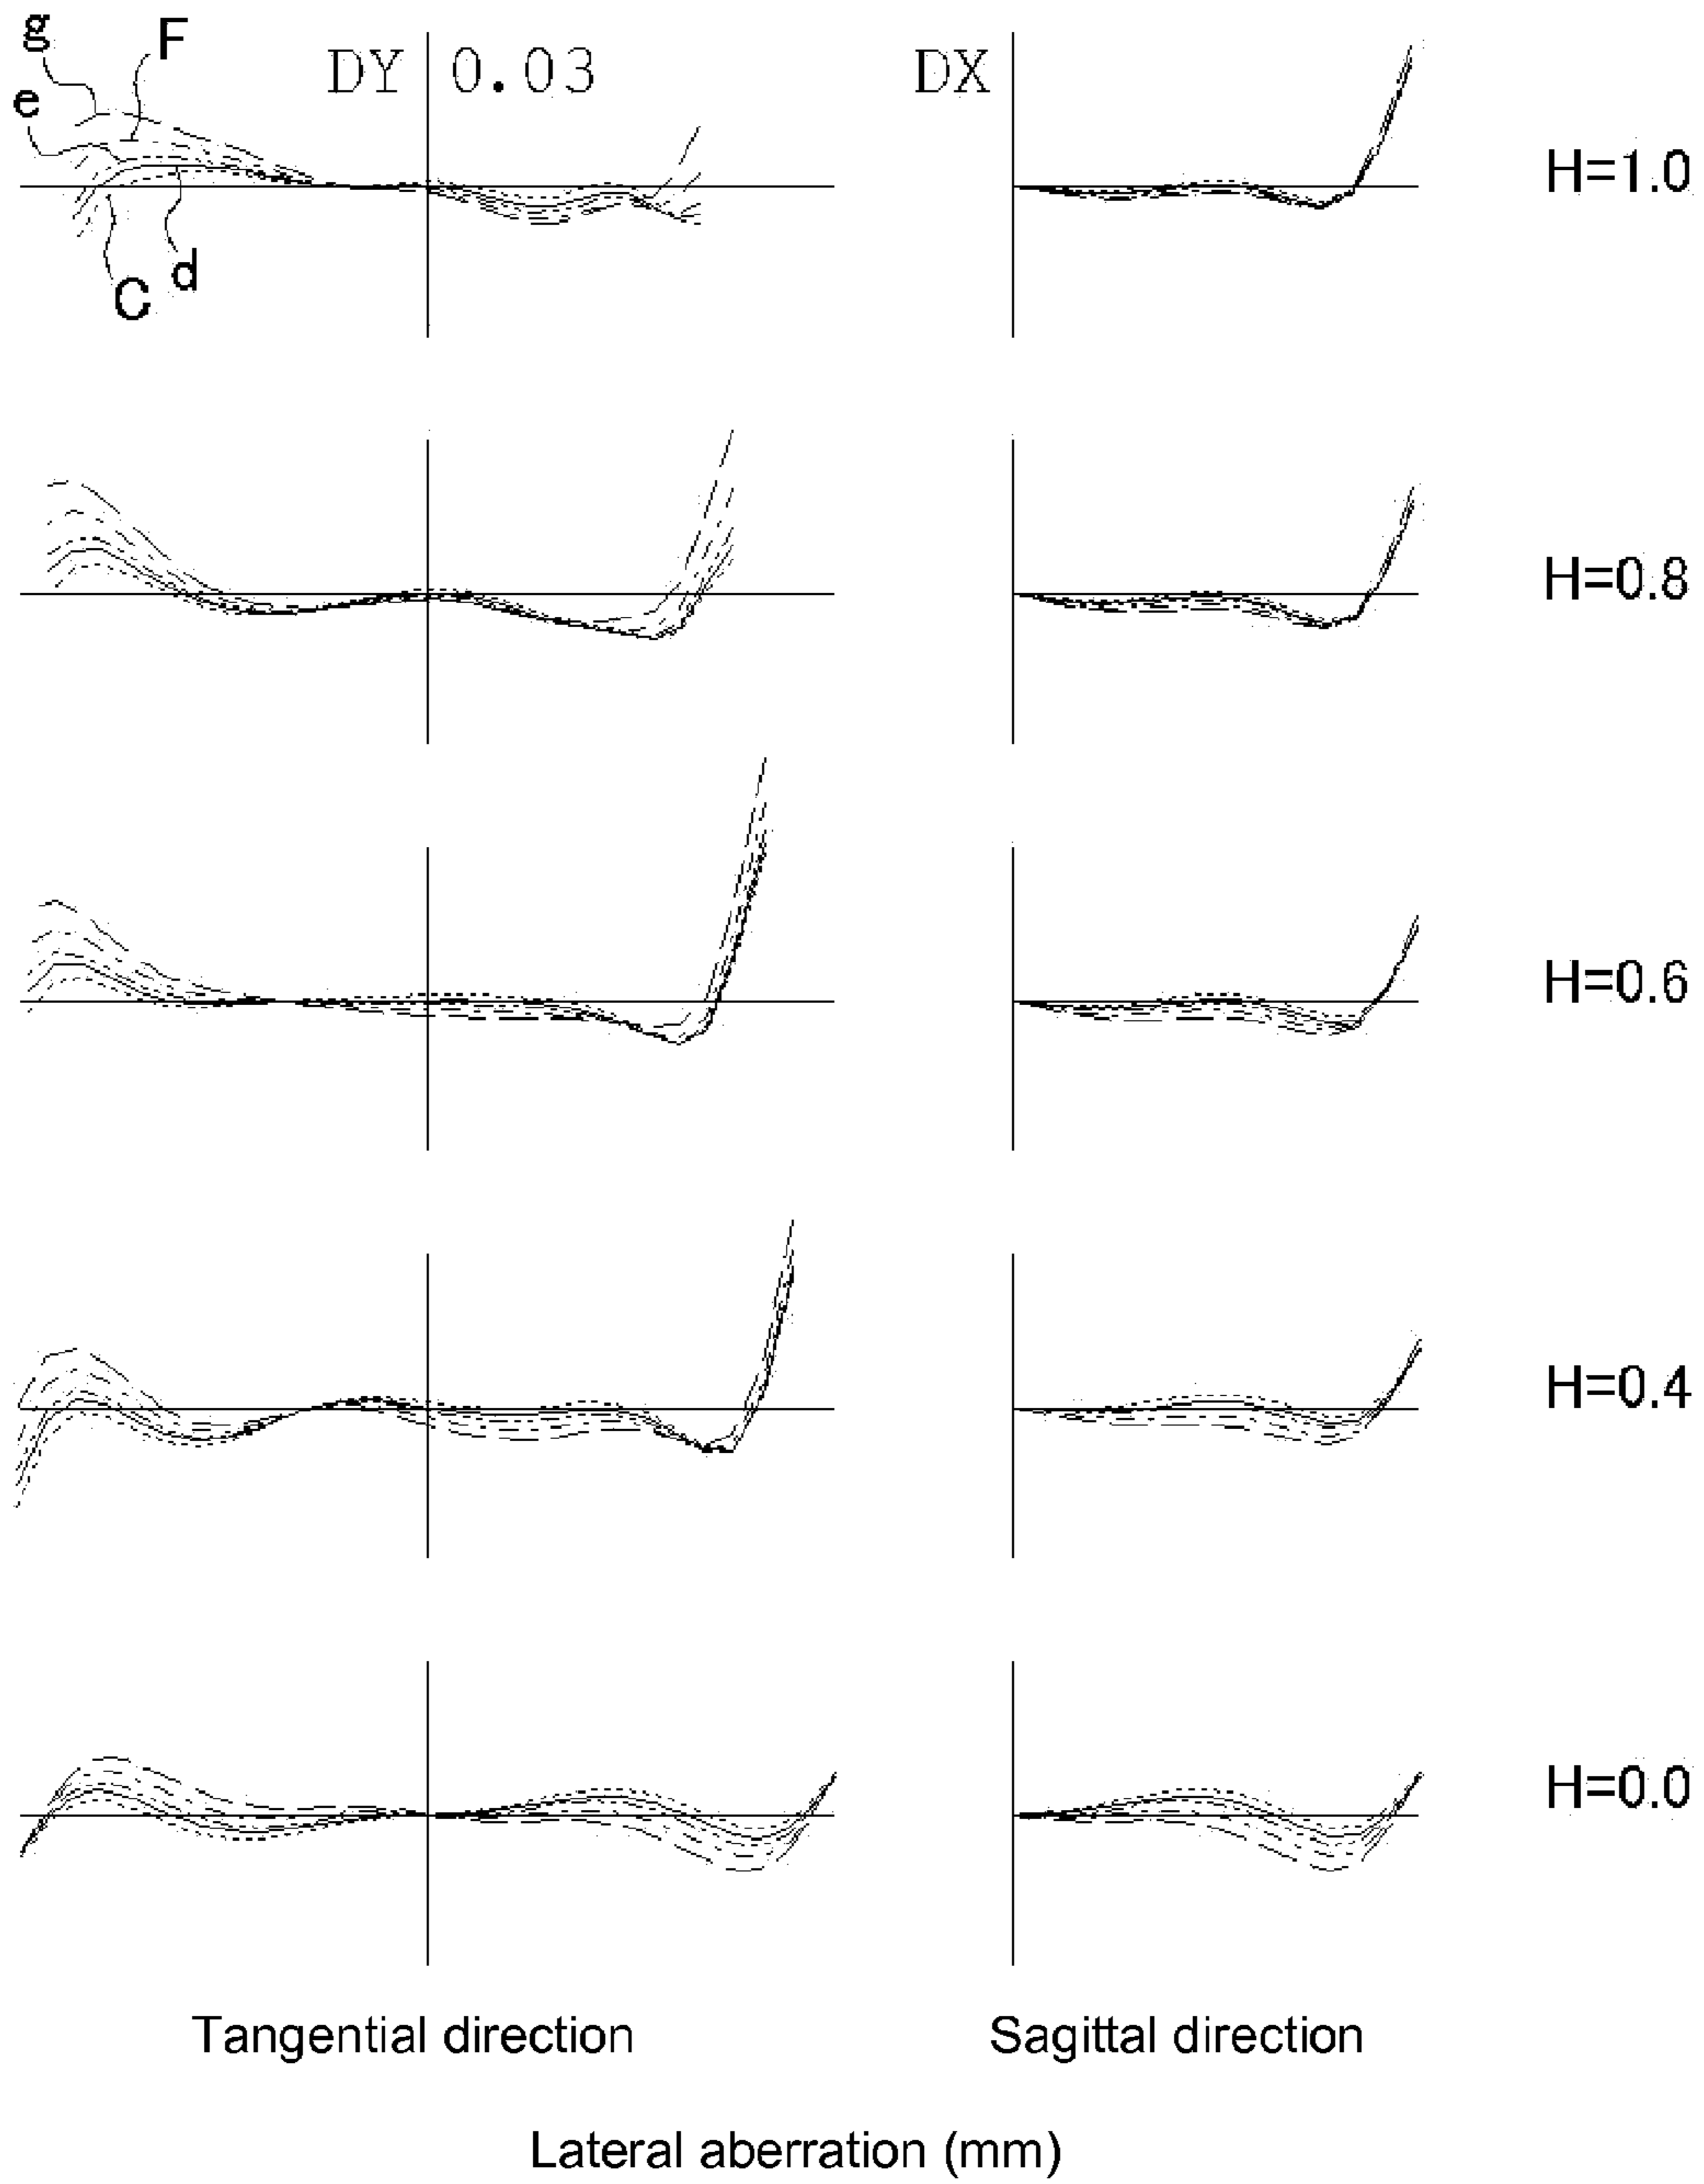 g
F
DY 0.03
DX
e
H=1.0
d
C
H=0.8
H=0.6
H=0.4
H=0.0
Tangential direction
Sagittal direction
Lateral aberration (mm)